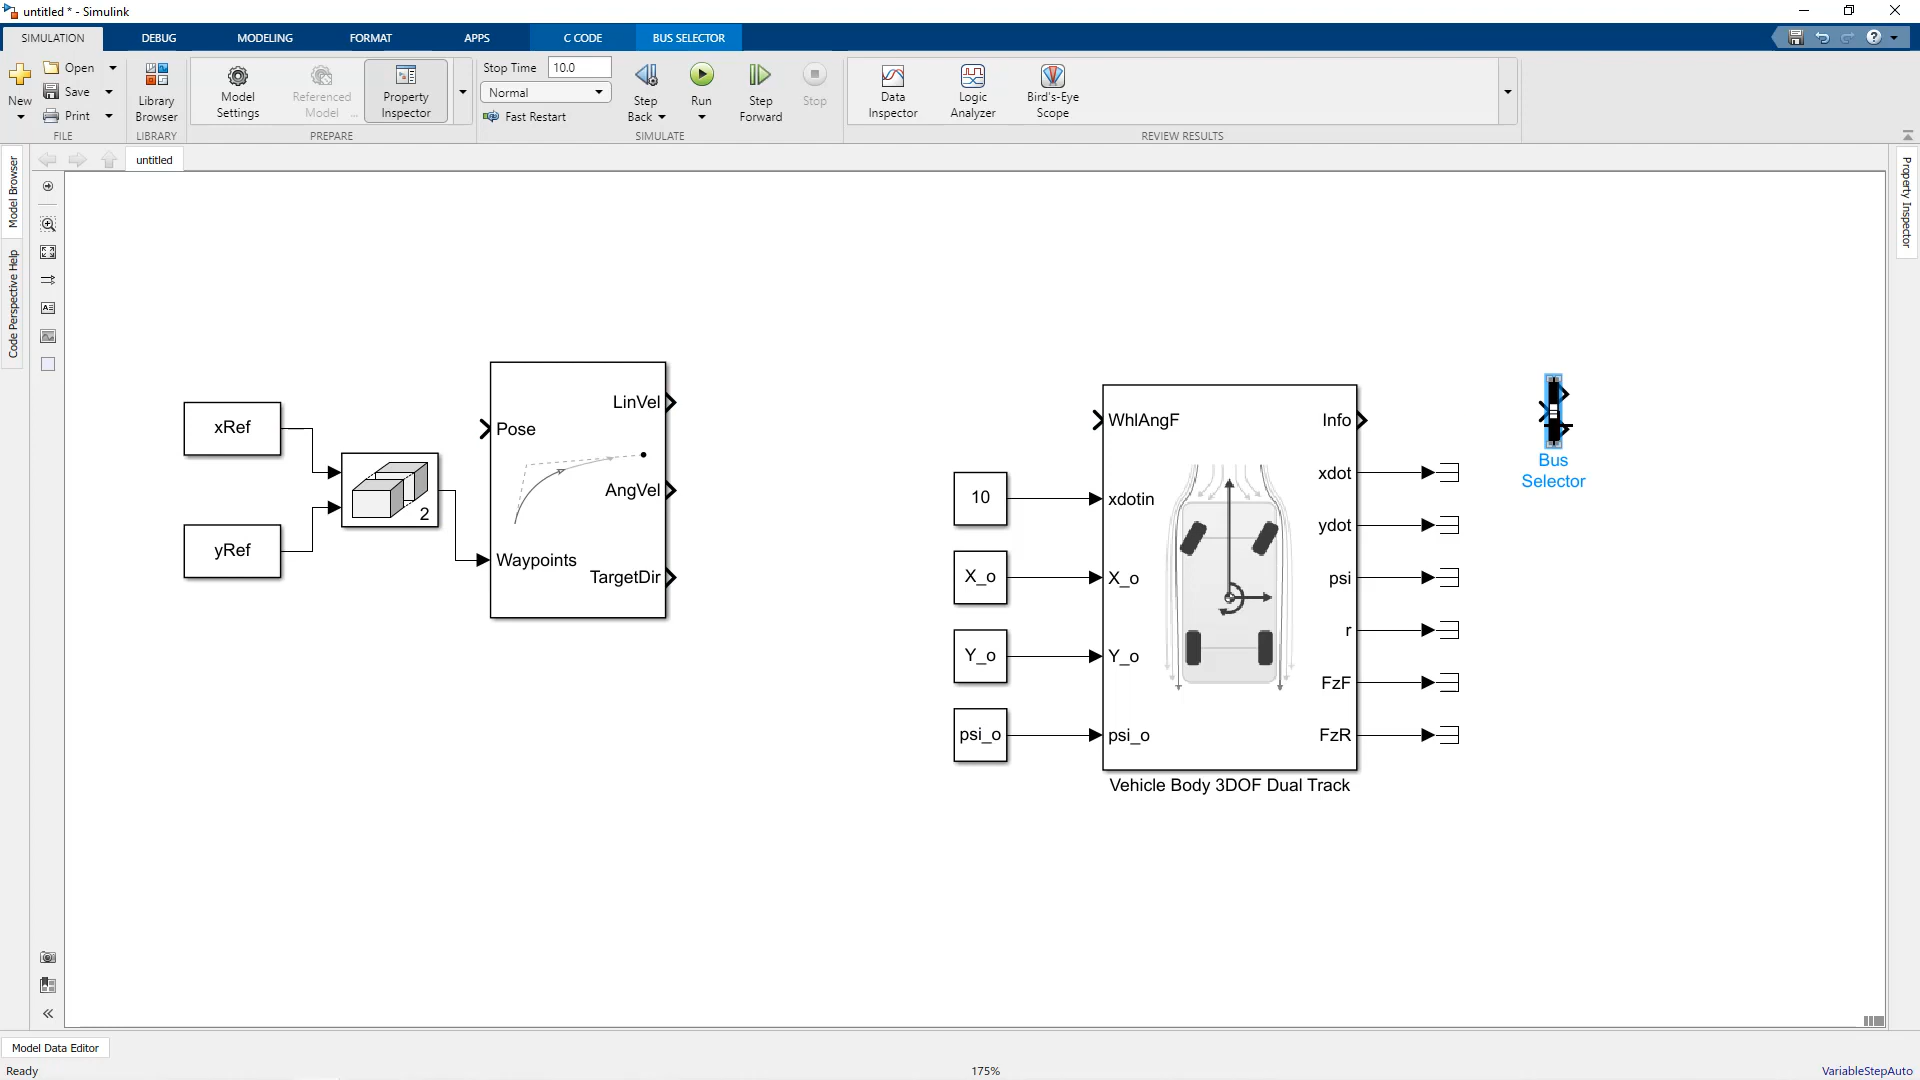 untitled * - Simulink
SIMULATION
DEBUG
MODELING
FORMAT
APPS
C CODE
BUS SELECTOR
New
Open
Save
Print
FILE
Library
Browser
LIBRARY
Model
Settings
Referenced
Model ...
Property
Inspector
PREPARE
Stop Time 10.0
Normal
Fast Restart
Step
Back
Run
Step
Forward
Stop
SIMULATE
Data
Inspector
Logic
Analyzer
Bird's-Eye
Scope
REVIEW RESULTS
untitled
Model Browser
Code Perspective Help
Property Inspector
xRef
yRef
2
Pose
Waypoints
LinVel
AngVel
TargetDir
10
X_o
Y_o
psi_o
WhlAngF
xdotin
X_o
Y_o
psi_o
Info
xdot
ydot
psi
r
FzF
FzR
Vehicle Body 3DOF Dual Track
Bus
Selector
Model Data Editor
Ready
175%
VariableStepAuto